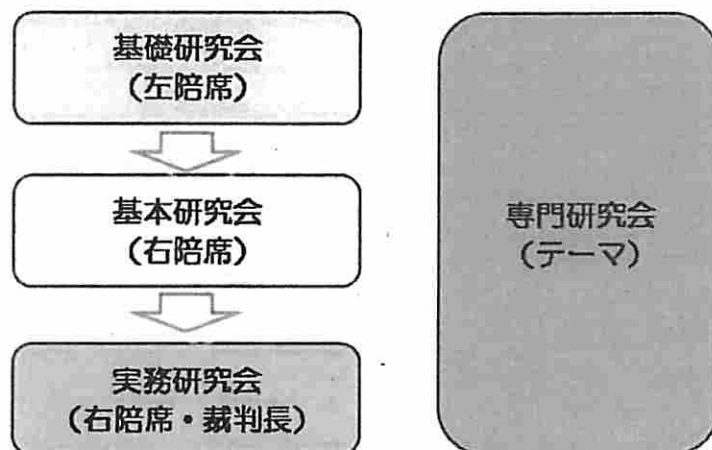 基礎研究会
（左陪席）
基本研究会
（右陪席）
実務研究会
（右陪席・裁判長）
専門研究会
（テーマ）